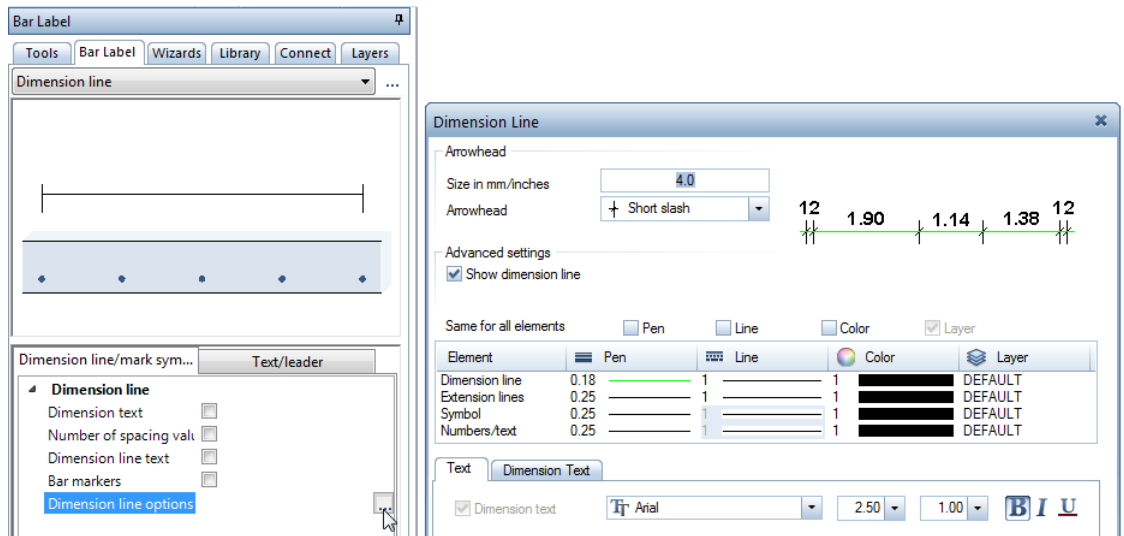 Bar Label
Tools Bar Label Wizards Library Connect Layers
Dimension line ...
Dimension line/mark sym... Text/leader
Dimension line
Dimension text
Number of spacing valu
Dimension line text
Bar markers
Dimension line options ...
Dimension Line
Arrowhead
Size in mm/inches 4.0
Arrowhead Short slash
12 1.90 1.14 1.38 12
Advanced settings
Show dimension line
Same for all elements Pen Line Color Layer
Element Pen Line Color Layer
Dimension line 0.18 1 1 DEFAULT
Extension lines 0.25 1 1 DEFAULT
Symbol 0.25 1 1 DEFAULT
Numbers/text 0.25 1 1 DEFAULT
Text Dimension Text
Dimension text Tr Arial 2.50 1.00 B I U